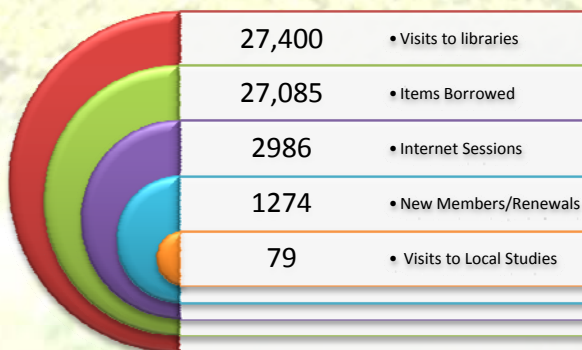 27,400 • Visits to libraries
27,085 • Items Borrowed
2986 • Internet Sessions
1274 • New Members/Renewals
79 • Visits to Local Studies